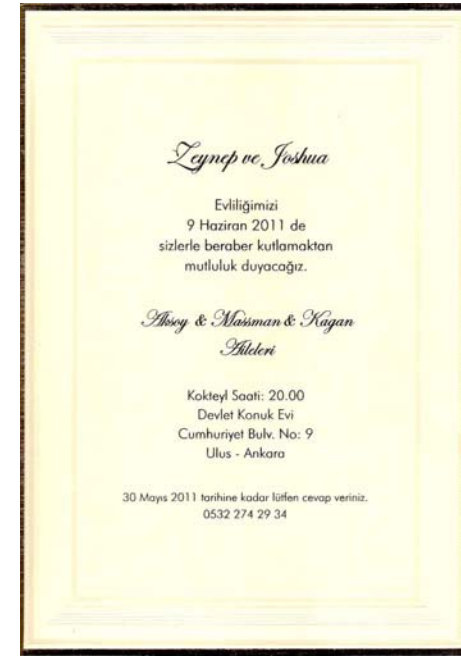 Zeynep ve Joshua
Evliliğimizi
9 Haziran 2011 de
sizlerle beraber kutlamaktan
mutluluk duyacağız.
Aksoy & Massman & Kagan
Aileleri
Kokteyl Saati: 20.00
Devlet Konuk Evi
Cumhuriyet Bulv. No: 9
Ulus - Ankara
30 Mayıs 2011 tarihine kadar lütfen cevap veriniz.
0532 274 29 34